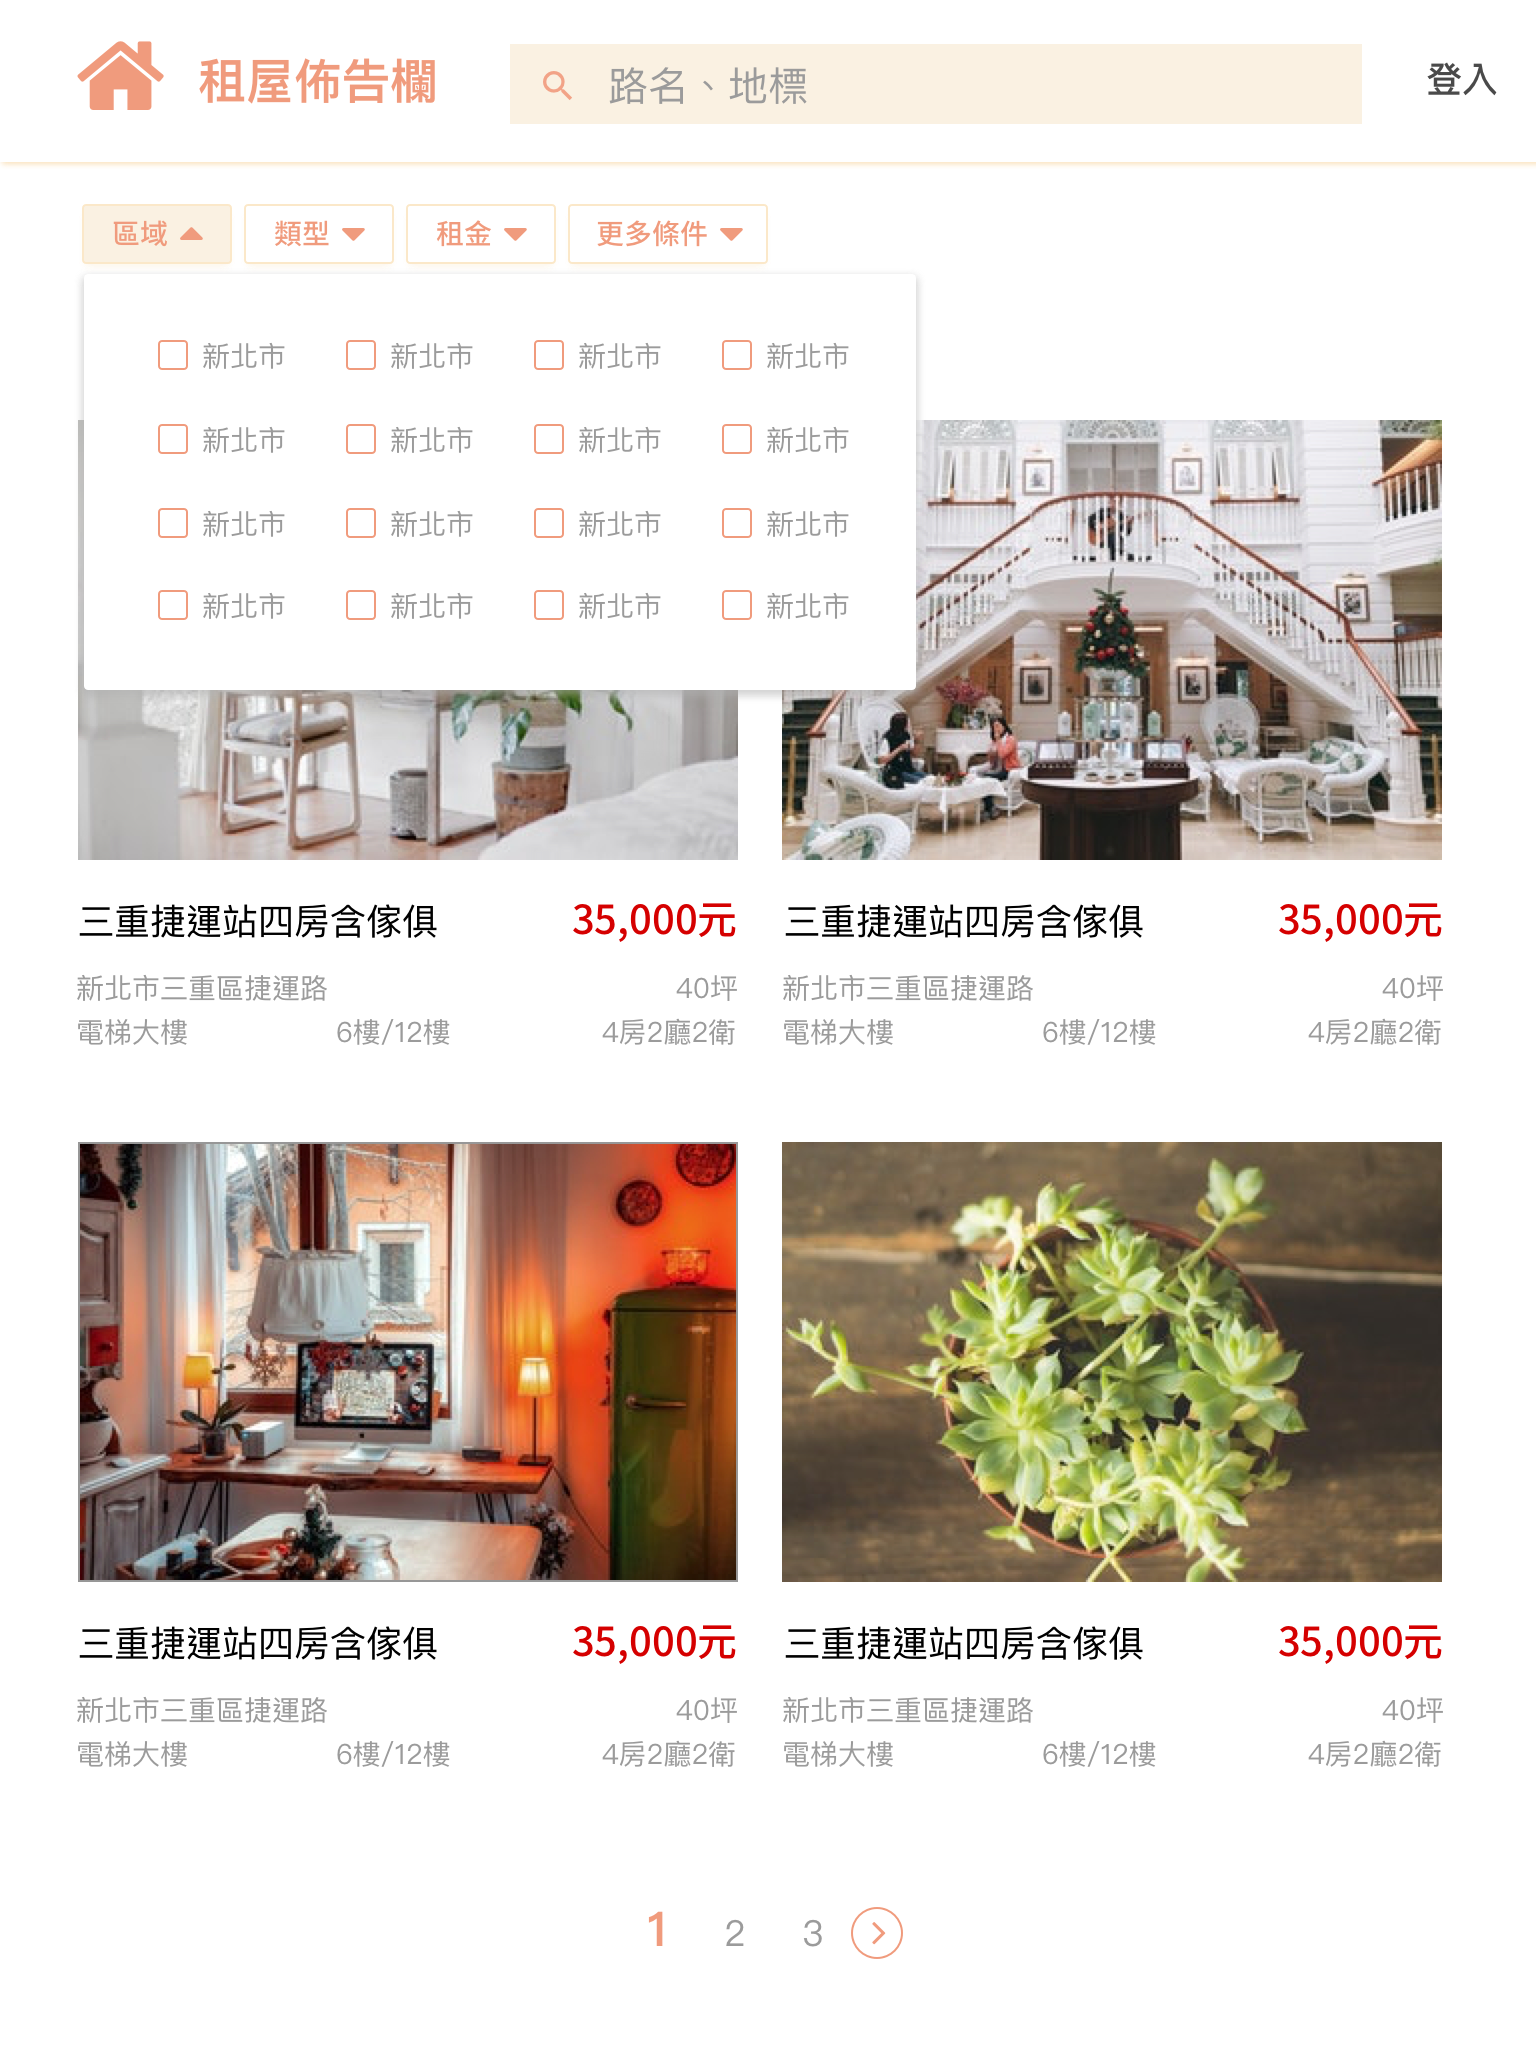 租屋佈告欄
路名、地標
登入
區域 類型 租金 更多條件
新北市 新北市 新北市 新北市
新北市 新北市 新北市 新北市
新北市 新北市 新北市 新北市
新北市 新北市 新北市 新北市
三重捷運站四房含傢俱 35,000元
新北市三重區捷運路 40坪
電梯大樓 6樓/12樓 4房2廳2衛
三重捷運站四房含傢俱 35,000元
新北市三重區捷運路 40坪
電梯大樓 6樓/12樓 4房2廳2衛
三重捷運站四房含傢俱 35,000元
新北市三重區捷運路 40坪
電梯大樓 6樓/12樓 4房2廳2衛
三重捷運站四房含傢俱 35,000元
新北市三重區捷運路 40坪
電梯大樓 6樓/12樓 4房2廳2衛
1 2 3